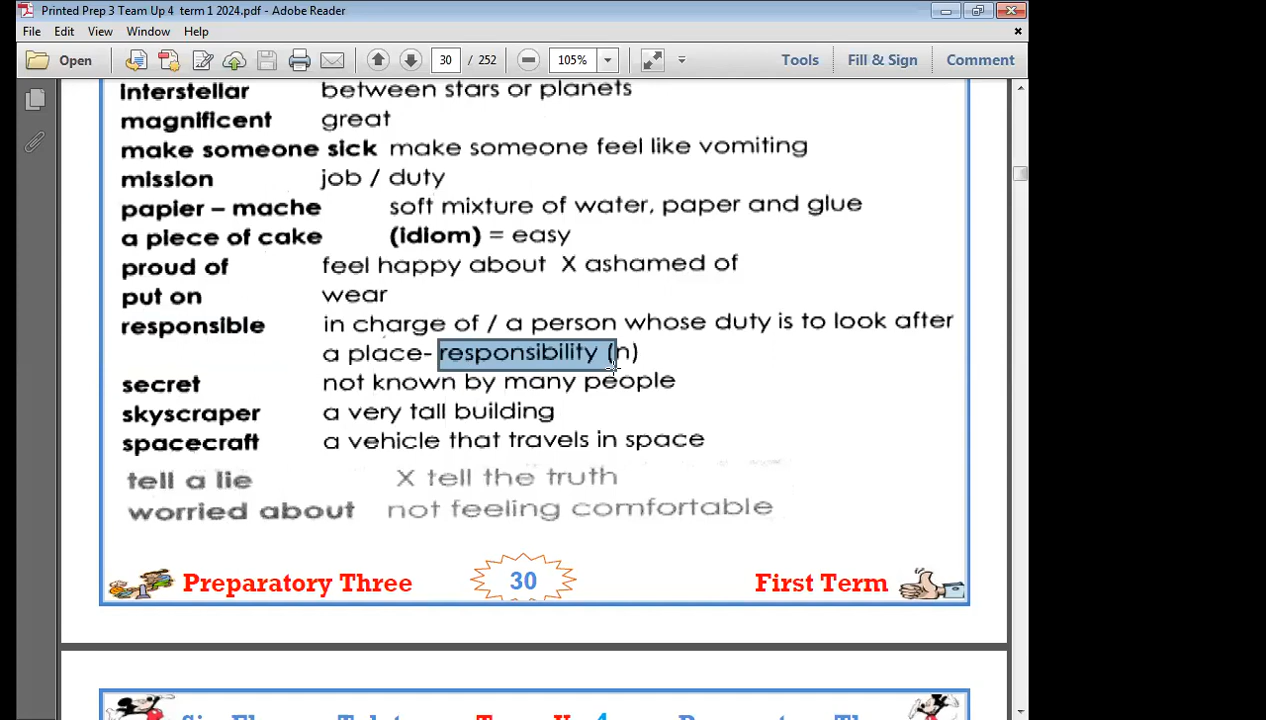 Printed Prep 3 Team Up 4 term 1 2024.pdf - Adobe Reader
File Edit View Window Help
Open 30 / 252 105% Tools Fill & Sign Comment
interstellar between stars or planets
magnificent great
make someone sick make someone feel like vomiting
mission job / duty
papier – mache soft mixture of water, paper and glue
a piece of cake (idiom) = easy
proud of feel happy about X ashamed of
put on wear
responsible in charge of / a person whose duty is to look after
a place- responsibility (n)
secret not known by many people
skyscraper a very tall building
spacecraft a vehicle that travels in space
tell a lie X tell the truth
worried about not feeling comfortable
Preparatory Three 30 First Term